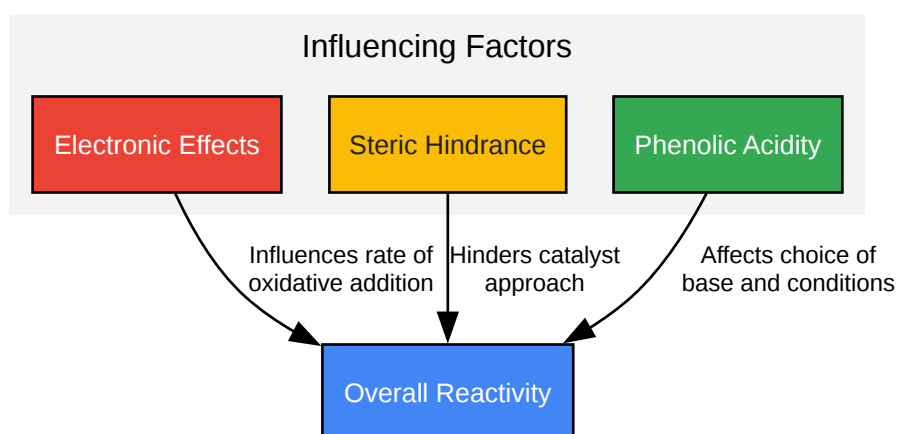 Influencing Factors
Electronic Effects
Steric Hindrance
Phenolic Acidity
Influences rate of
oxidative addition
Hinders catalyst
approach
Affects choice of
base and conditions
Overall Reactivity